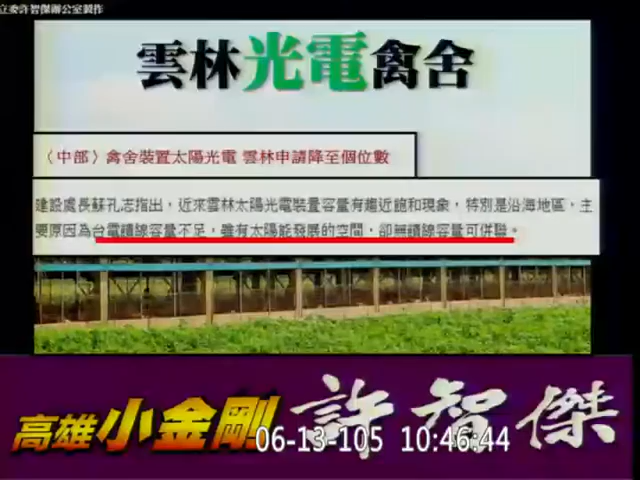 立委許智傑辦公室製作
雲林光電禽舍
〈中部〉禽舍裝置太陽光電 雲林申請降至個位數
建設處長蘇孔志指出，近來雲林太陽光電裝置容量有趨近飽和現象，特別是沿海地區，主
要原因為台電饋線容量不足，雖有太陽能發展的空間，卻無饋線容量可併聯。
高雄小金剛 許智傑
06-13-105 10:46:44